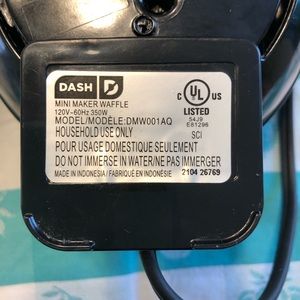 DASH D
MINI MAKER WAFFLE
120V~60Hz 350W
MODEL/MODELE:DMW001AQ
HOUSEHOLD USE ONLY
POUR USAGE DOMESTIQUE SEULEMENT
DO NOT IMMERSE IN WATER/NE PAS IMMERGER
MADE IN INDONESIA / FABRIQUÉ EN INDONÉSIE
C UL US
LISTED
54J9
E81296
SCI
2104 26769